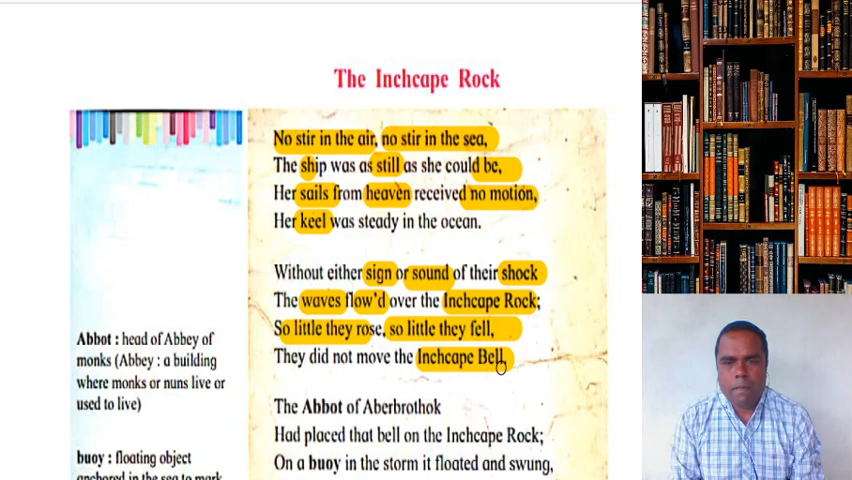 The Inchcape Rock
No stir in the air, no stir in the sea,
The ship was as still as she could be,
Her sails from heaven received no motion,
Her keel was steady in the ocean.
Without either sign or sound of their shock
The waves flow'd over the Inchcape Rock;
So little they rose, so little they fell,
They did not move the Inchcape Bell,
The Abbot of Aberbrothok
Had placed that bell on the Inchcape Rock;
On a buoy in the storm it floated and swung,
Abbot : head of Abbey of
monks (Abbey : a building
where monks or nuns live or
used to live)
buoy : floating object
anchored in the sea to mark